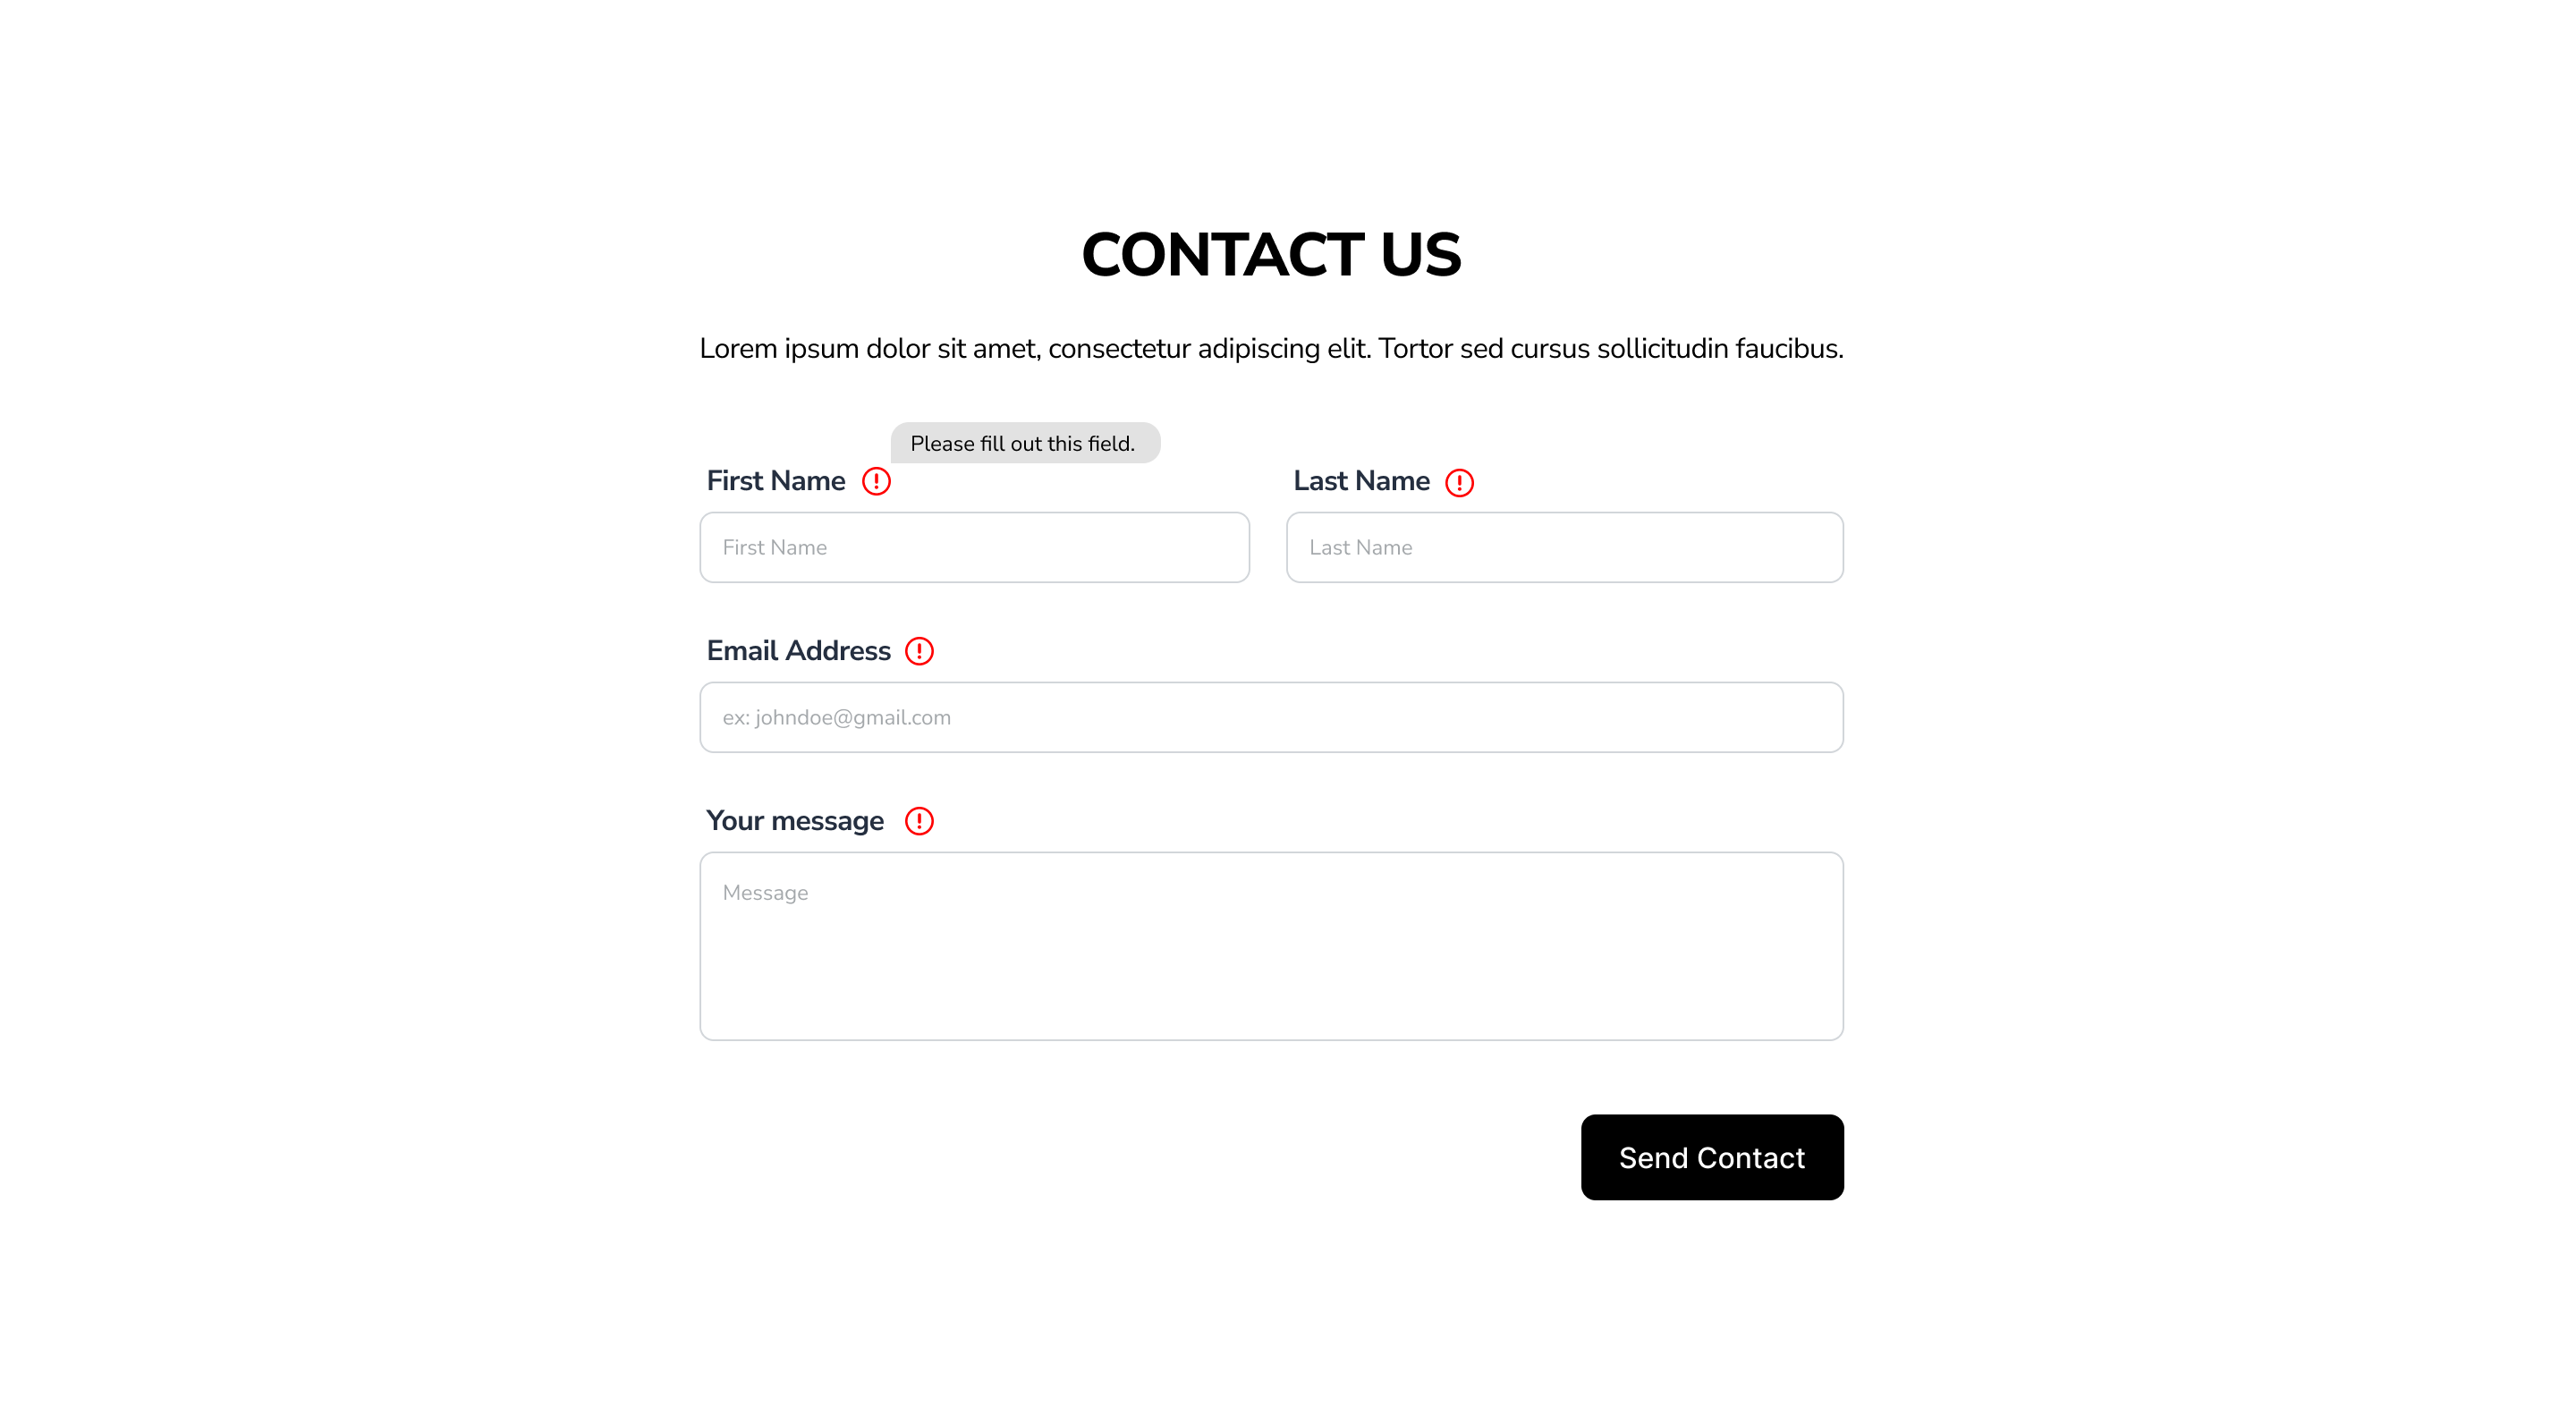 CONTACT US
Lorem ipsum dolor sit amet, consectetur adipiscing elit. Tortor sed cursus sollicitudin faucibus.
Please fill out this field.
First Name
Last Name
First Name
Last Name
Email Address
ex: johndoe@gmail.com
Your message
Message
Send Contact